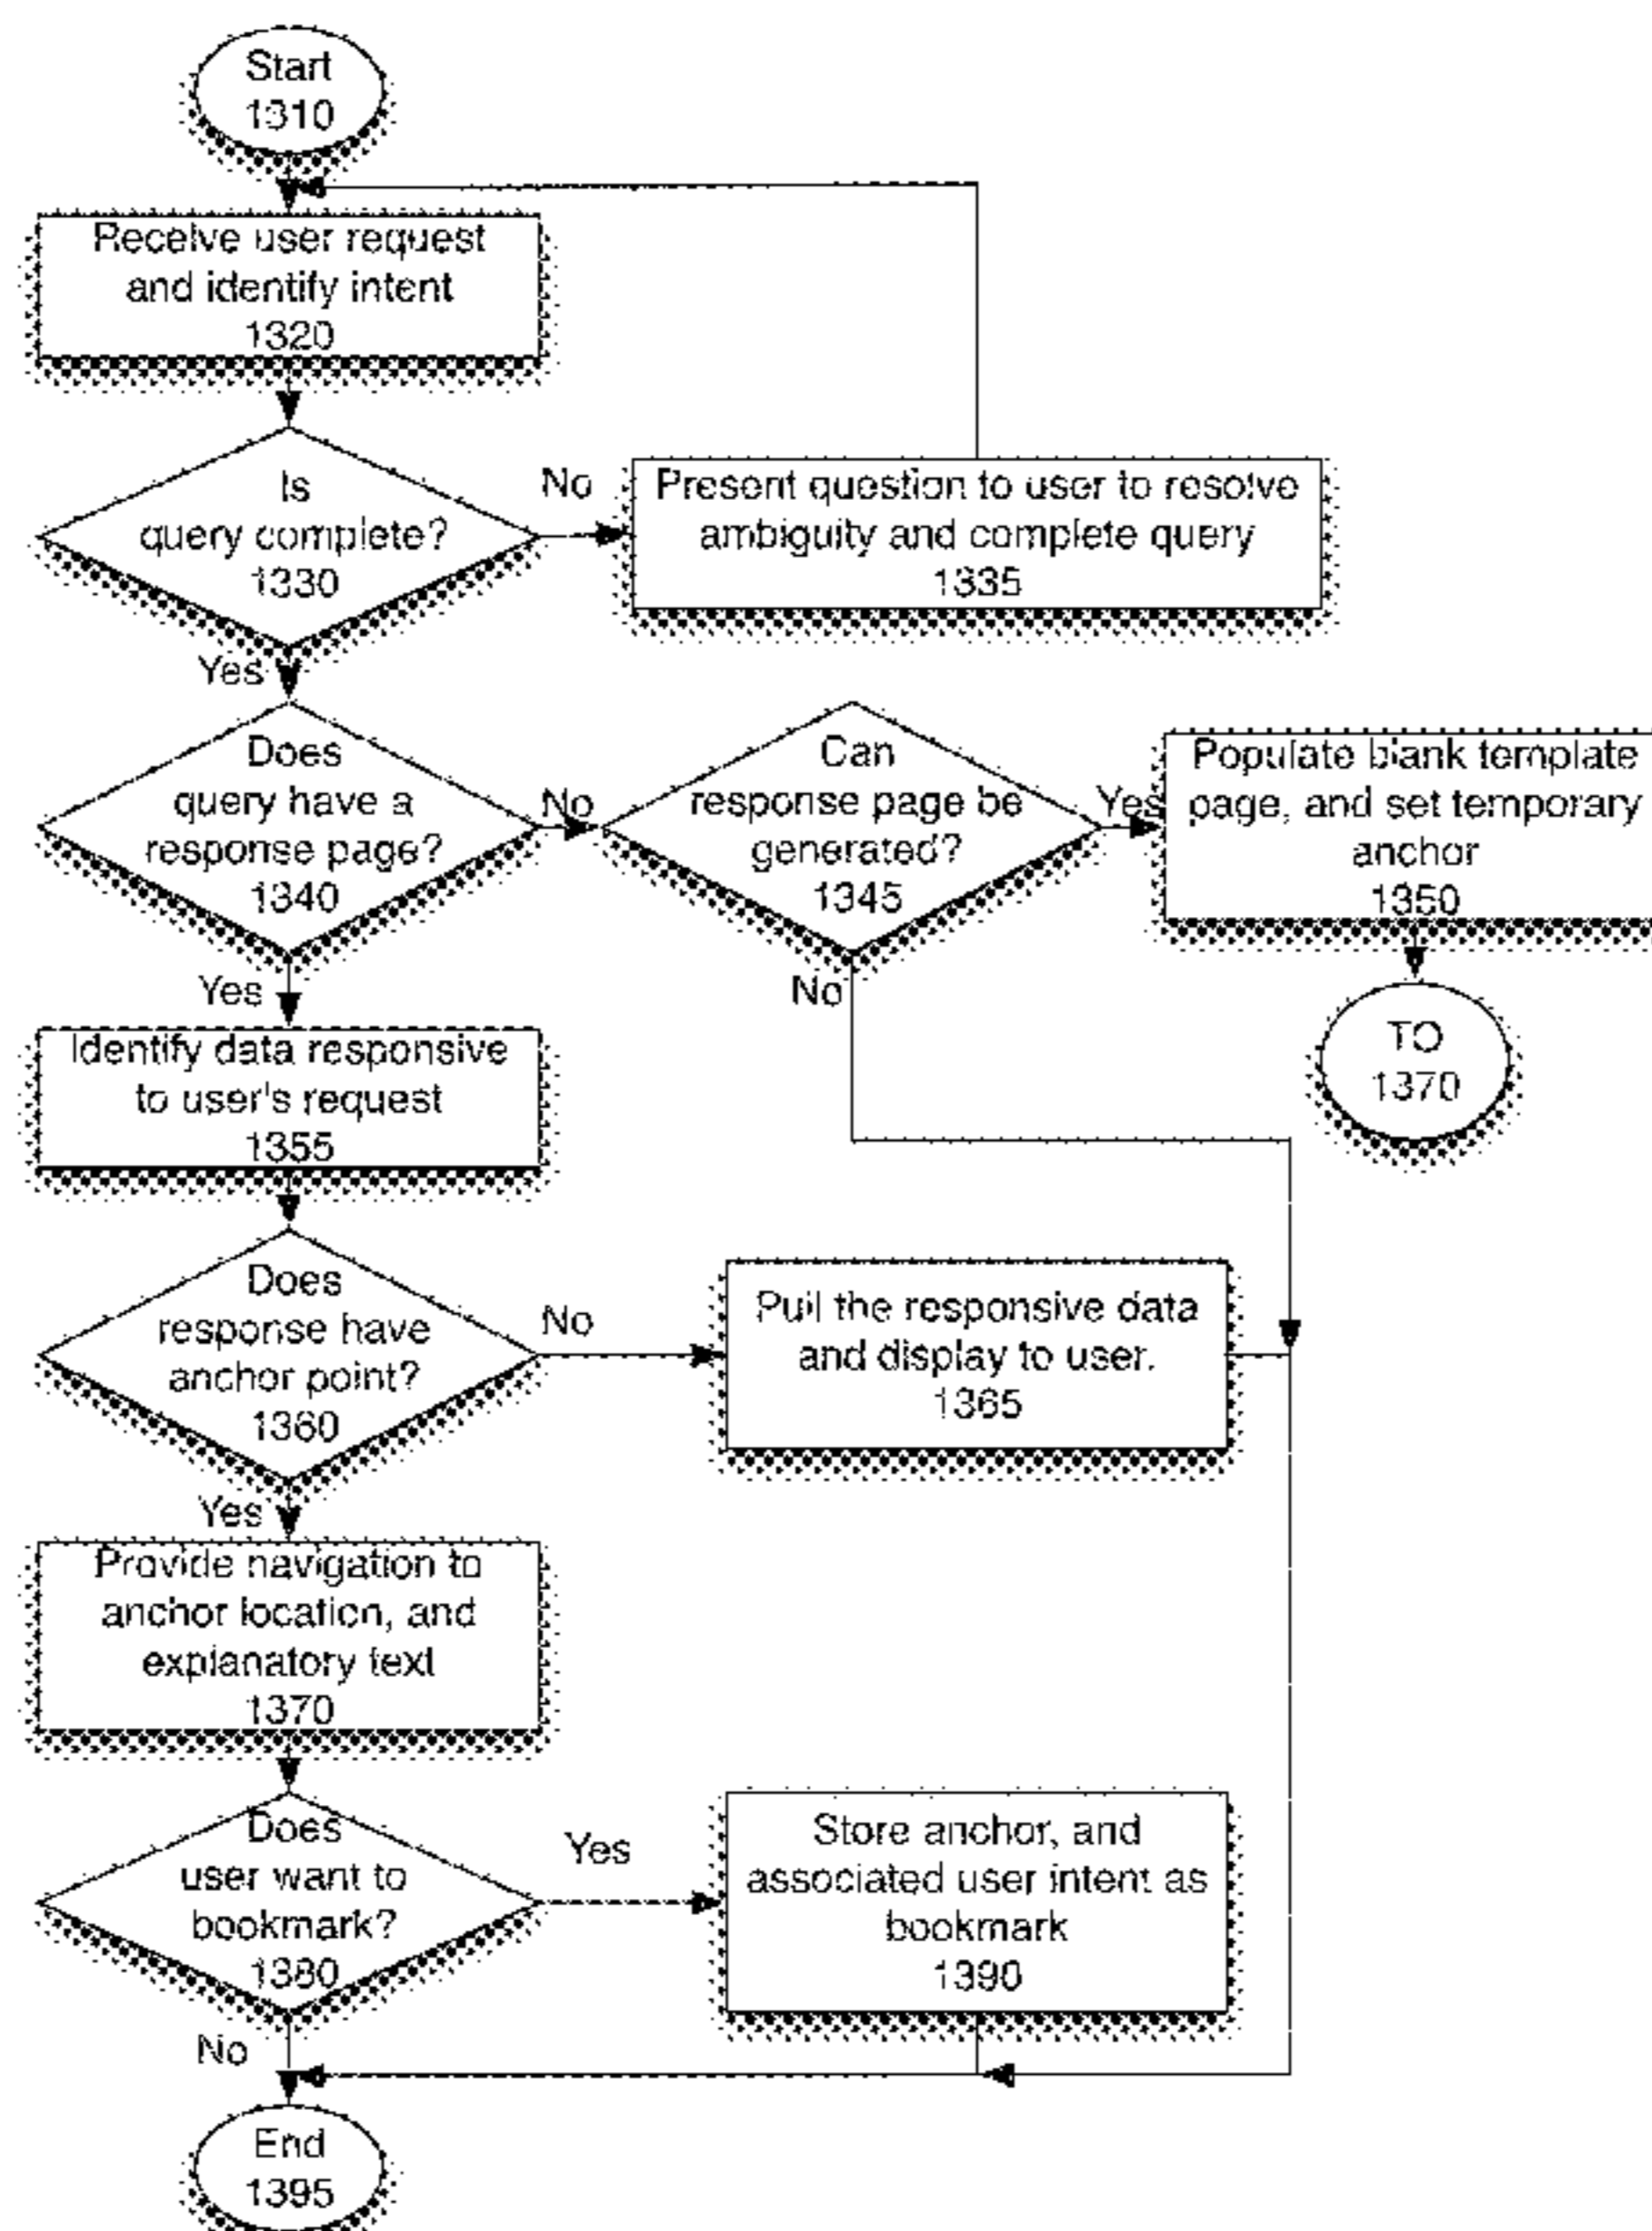 Start
1310
Receive user request
and identify intent
1320
Is
query complete?
1330
No
Present question to user to resolve
ambiguity and complete query
1335
Yes
Does
query have a
response page?
1340
No
Can
response page be
generated?
1345
Yes
Populate blank template
page, and set temporary
anchor
1350
Yes
No
TO
1370
Identify data responsive
to user's request
1355
Does
response have
anchor point?
1360
No
Pull the responsive data
and display to user.
1365
Yes
Provide navigation to
anchor location, and
explanatory text
1370
Does
user want to
bookmark?
1380
Yes
Store anchor, and
associated user intent as
bookmark
1390
No
End
1395